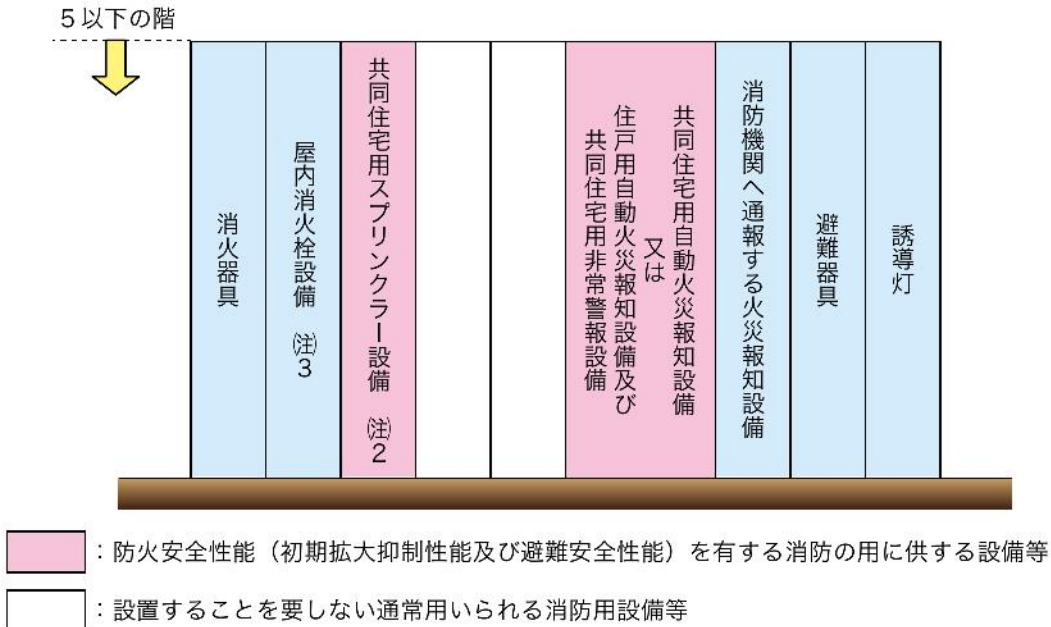 5以下の階
消火器具
屋内消火栓設備 ㈟3
共同住宅用スプリンクラー設備 ㈟2
共同住宅用自動火災報知設備
又は
住戸用自動火災報知設備及び
共同住宅用非常警報設備
消防機関へ通報する火災報知設備
避難器具
誘導灯
：防火安全性能（初期拡大抑制性能及び避難安全性能）を有する消防の用に供する設備等
：設置することを要しない通常用いられる消防用設備等